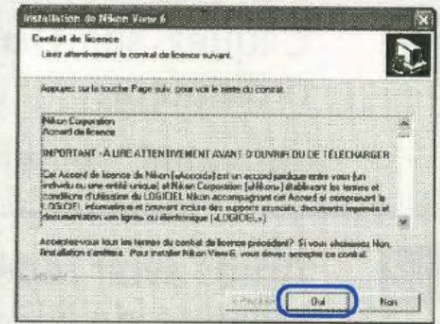 Installation de Nikon View 6
Contrat de licence
Lisez attentivement le contrat de licence suivant.
Appuyez sur la touche Page suiv. pour voir le reste du contrat.
Nikon Corporation
Accord de licence
IMPORTANT - À LIRE ATTENTIVEMENT AVANT D'OUVRIR OU DE TÉLÉCHARGER
Cet Accord de licence de Nikon («Accord») est un accord juridique entre vous (un
individu ou une entité unique) et Nikon Corporation («Nikon») établissant les termes et
conditions d'utilisation du LOGICIEL Nikon accompagnant cet Accord et comprenant le
LOGICIEL informatique et pouvant inclure des supports associés, documents imprimés et
documentation «en ligne» ou électronique («LOGICIEL»).
Acceptez-vous tous les termes du contrat de licence précédent? Si vous choisissez Non,
l'installation s'arrêtera. Pour installer Nikon View 6, vous devez accepter ce contrat.
Oui
Non